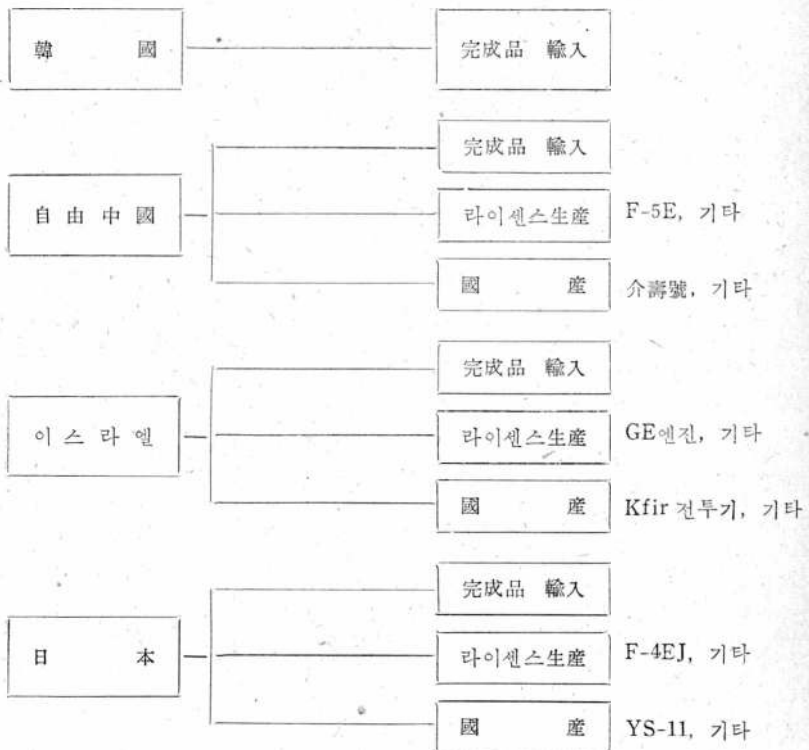 韓 國 完成品 輸入
完成品 輸入
自由中國 라이센스生産 F-5E, 기타
國 産 介壽號, 기타
完成品 輸入
이스라엘 라이센스生産 GE엔진, 기타
國 産 Kfir 전투기, 기타
完成品 輸入
日 本 라이센스生産 F-4EJ, 기타
國 産 YS-11, 기타